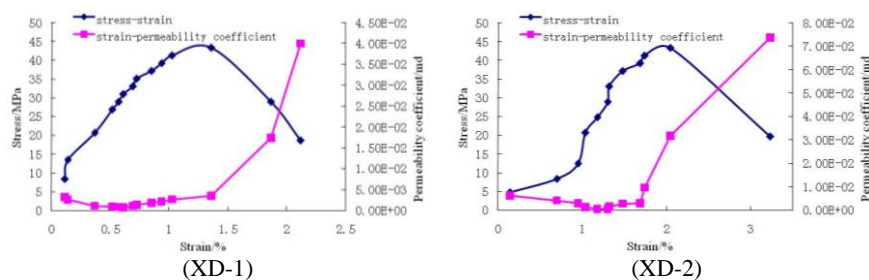 stress-strain
strain-permeability coefficient
Stress/MPa
50
45
40
35
30
25
20
15
10
5
0
4.50E-02
4.00E-02
3.50E-02
3.00E-02
2.50E-02
2.00E-02
1.50E-02
1.00E-02
5.00E-03
0.00E+00
Permeability coefficient/md
0 0.5 1 1.5 2 2.5
Strain/%
(XD-1)
stress-strain
strain-permeability coefficient
Stress/MPa
50
45
40
35
30
25
20
15
10
5
0
8.00E-02
7.00E-02
6.00E-02
5.00E-02
4.00E-02
3.00E-02
2.00E-02
1.00E-02
0.00E+00
Permeability coefficient/md
0 1 2 3
Strain/%
(XD-2)